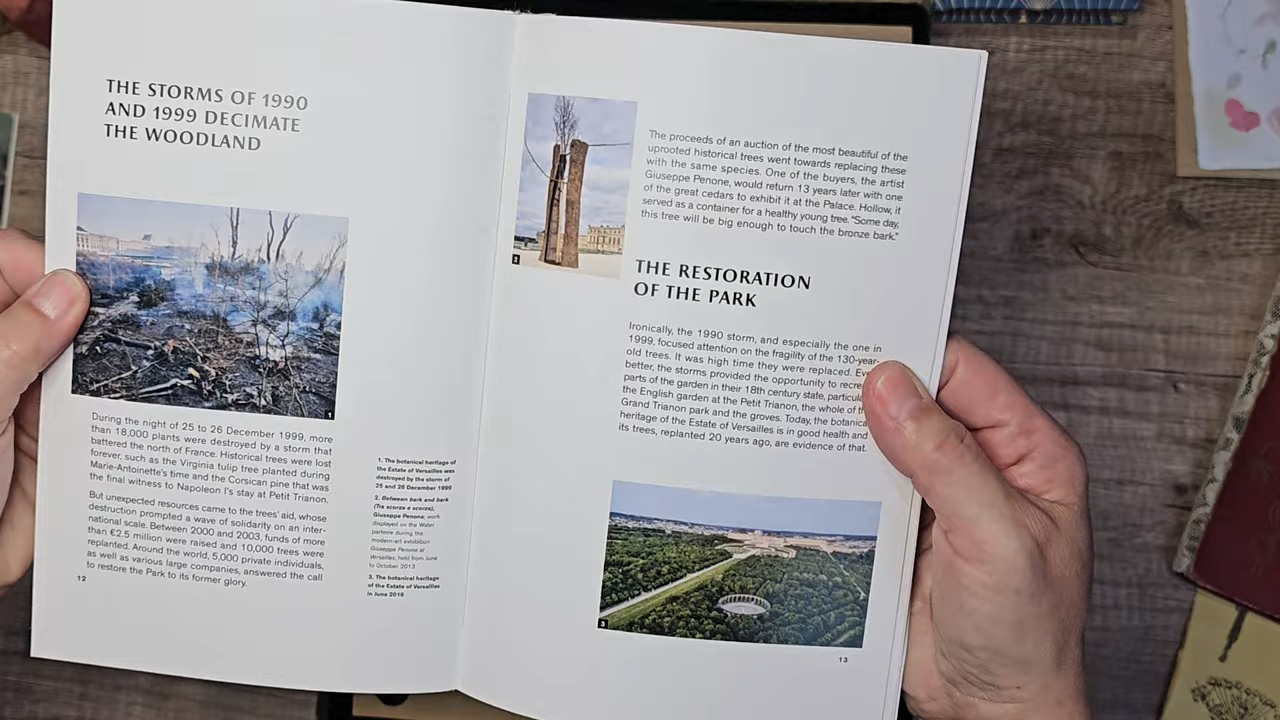 THE STORMS OF 1990
AND 1999 DECIMATE
THE WOODLAND
1
During the night of 25 to 26 December 1999, more
than 18,000 plants were destroyed by a storm that
battered the north of France. Historical trees were lost
forever, such as the Virginia tulip tree planted during
Marie-Antoinette's time and the Corsican pine that was
the final witness to Napoleon I's stay at Petit Trianon.
But unexpected resources came to the trees' aid, whose
destruction prompted a wave of solidarity on an inter-
national scale. Between 2000 and 2003, funds of more
than €2.5 million were raised and 10,000 trees were
replanted. Around the world, 5,000 private individuals,
as well as various large companies, answered the call
to restore the Park to its former glory.
12
1. The botanical heritage of
the Estate of Versailles was
destroyed by the storm of
25 and 26 December 1999
2. Between bark and bark
(Tra scorza e scorza),
Giuseppe Penone; work
displayed on the Water
parterre during the
modern-art exhibition
Giuseppe Penone at
Versailles, held from June
to October 2013
3. The botanical heritage
of the Estate of Versailles
in June 2019
2
The proceeds of an auction of the most beautiful of the
uprooted historical trees went towards replacing these
with the same species. One of the buyers, the artist
Giuseppe Penone, would return 13 years later with one
of the great cedars to exhibit it at the Palace. Hollow, it
served as a container for a healthy young tree. "Some day,
this tree will be big enough to touch the bronze bark."
THE RESTORATION
OF THE PARK
Ironically, the 1990 storm, and especially the one in
1999, focused attention on the fragility of the 130-year-
old trees. It was high time they were replaced.
better, the storms provided the opportunity to
parts of the garden in their 18th century state,
the English garden at the Petit Trianon, the whole of
Grand Trianon park and the groves. Today, the
heritage of the Estate of Versailles is in good health and
its trees, replanted 20 years ago, are evidence of that.
3
13